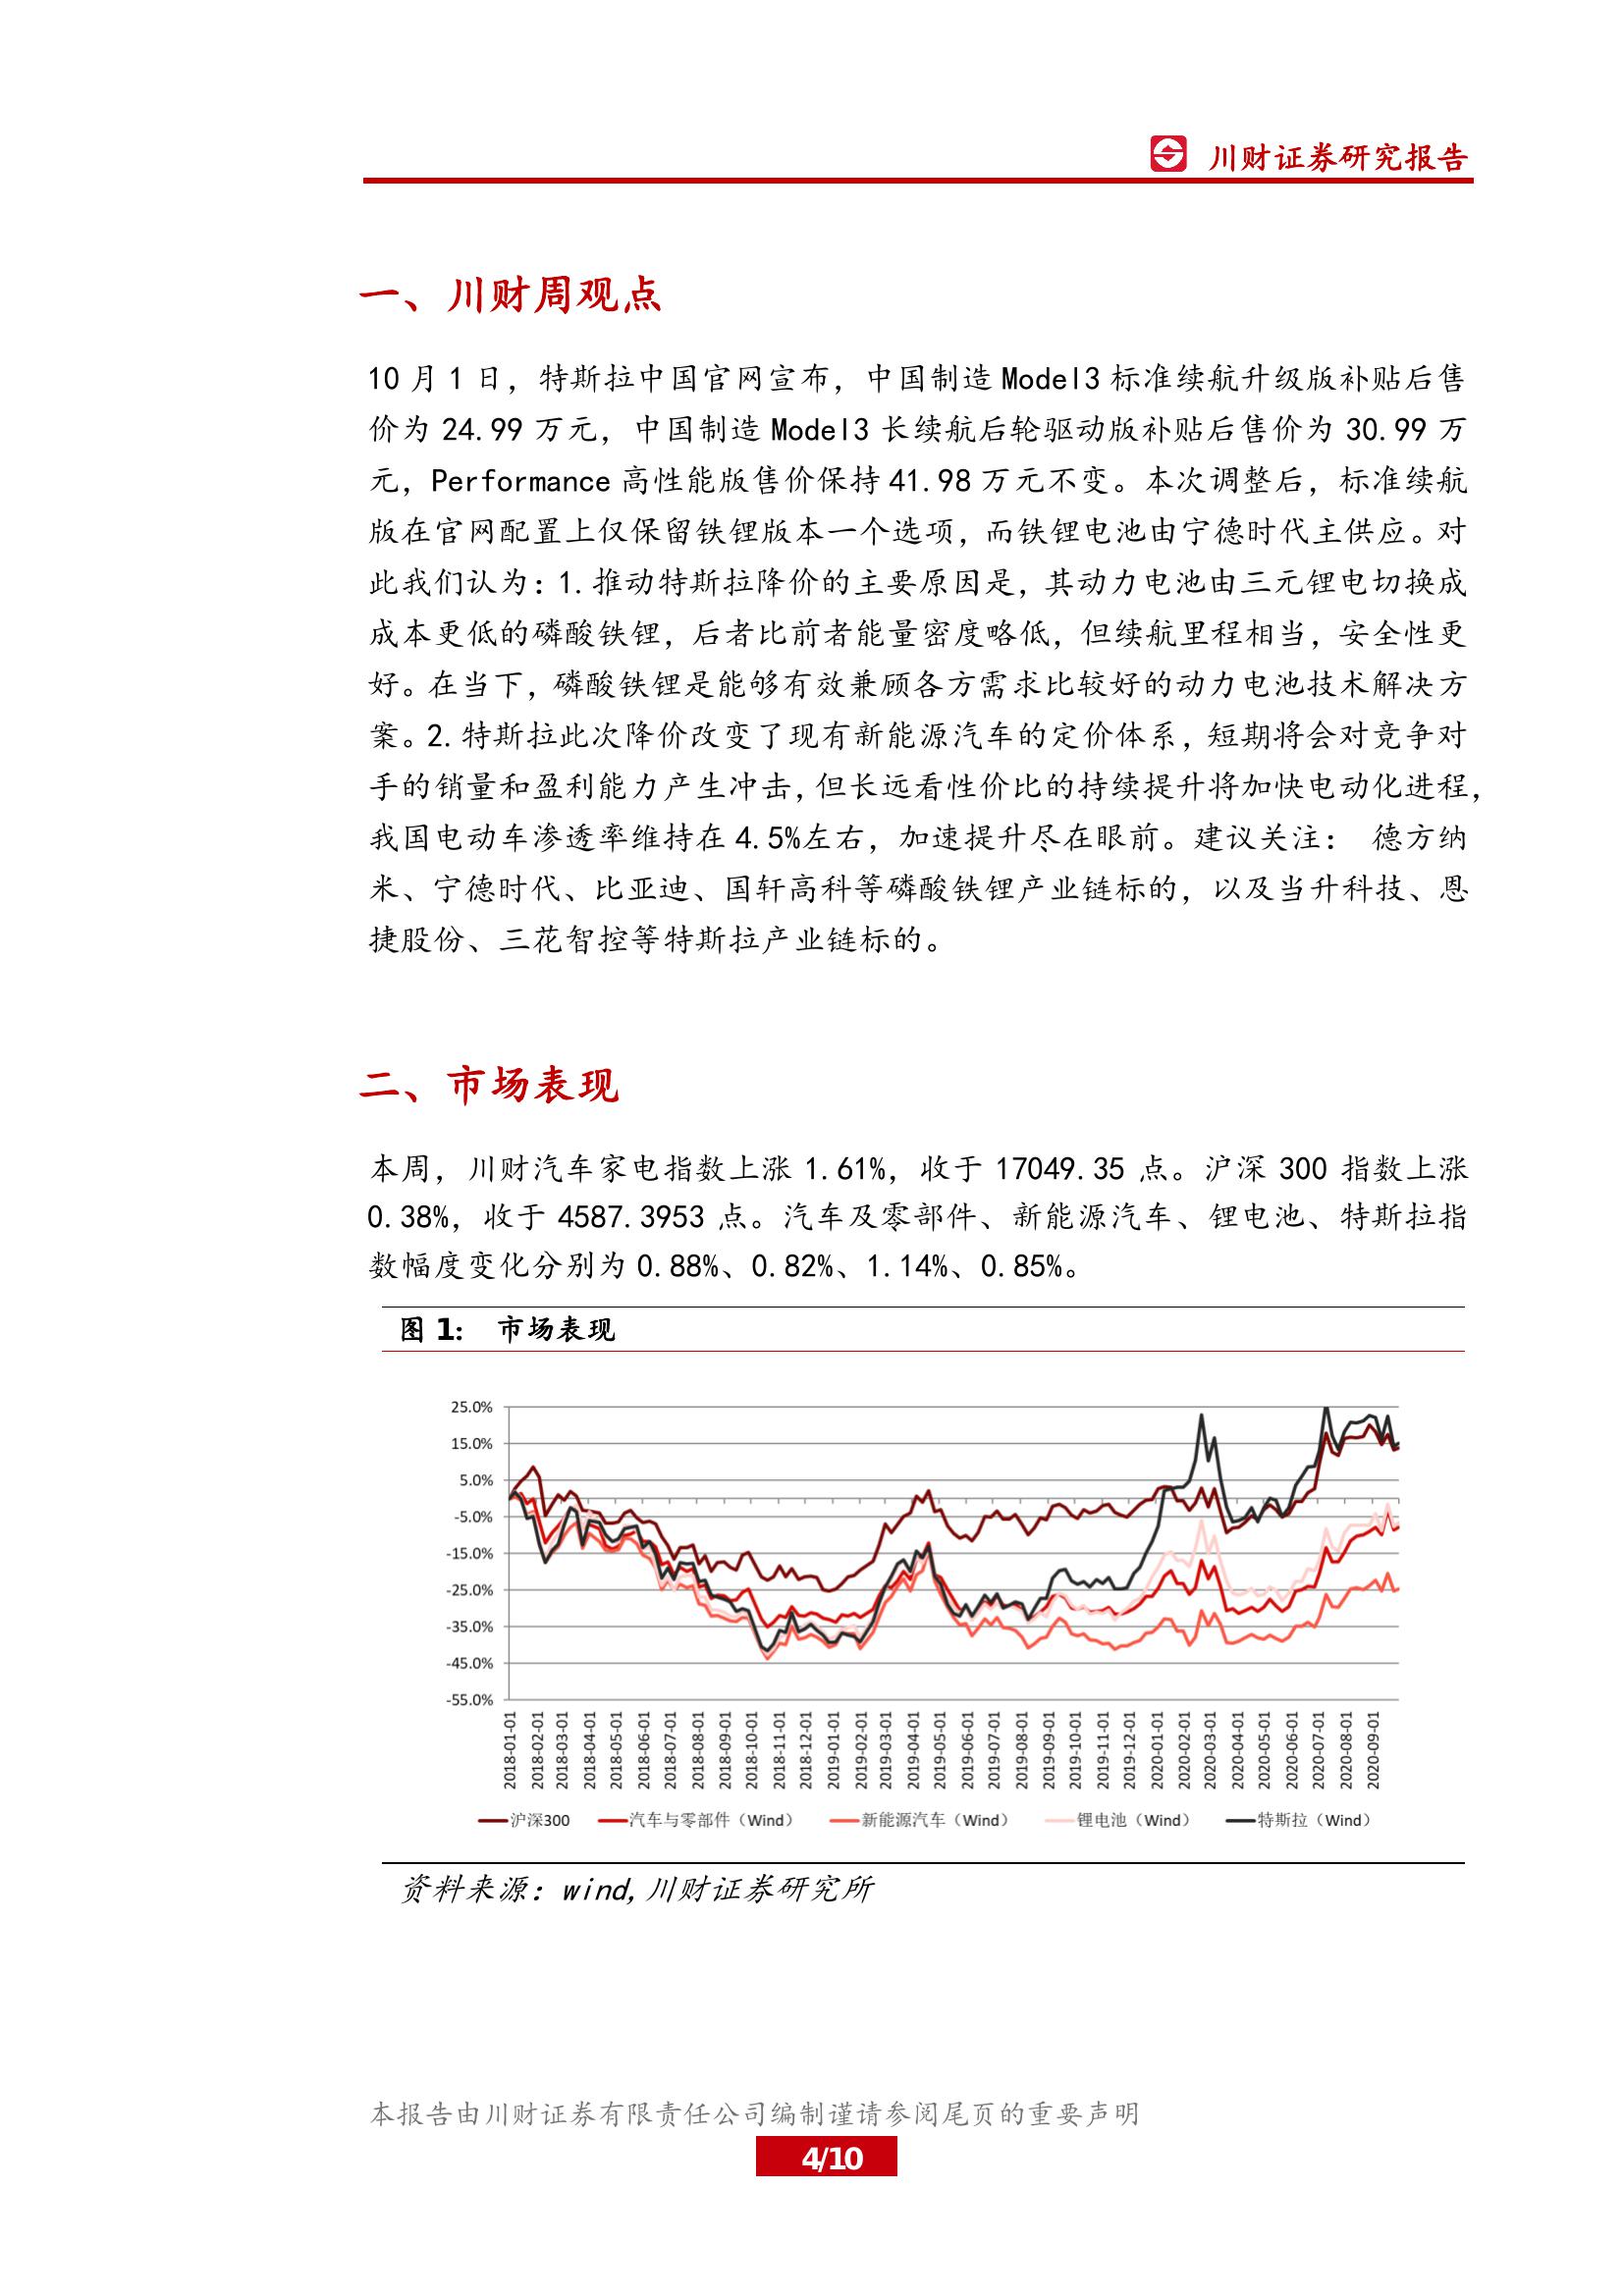 川财证券研究报告
一、川财周观点
10 月 1 日，特斯拉中国官网宣布，中国制造 Model3 标准续航升级版补贴后售
价为 24.99 万元，中国制造 Model3 长续航后轮驱动版补贴后售价为 30.99 万
元，Performance 高性能版售价保持 41.98 万元不变。本次调整后，标准续航
版在官网配置上仅保留铁锂版本一个选项，而铁锂电池由宁德时代主供应。对
此我们认为：1.推动特斯拉降价的主要原因是，其动力电池由三元锂电切换成
成本更低的磷酸铁锂，后者比前者能量密度略低，但续航里程相当，安全性更
好。在当下，磷酸铁锂是能够有效兼顾各方需求比较好的动力电池技术解决方
案。2.特斯拉此次降价改变了现有新能源汽车的定价体系，短期将会对竞争对
手的销量和盈利能力产生冲击，但长远看性价比的持续提升将加快电动化进程，
我国电动车渗透率维持在 4.5%左右，加速提升尽在眼前。建议关注： 德方纳
米、宁德时代、比亚迪、国轩高科等磷酸铁锂产业链标的，以及当升科技、恩
捷股份、三花智控等特斯拉产业链标的。
二、市场表现
本周，川财汽车家电指数上涨 1.61%，收于 17049.35 点。沪深 300 指数上涨
0.38%，收于 4587.3953 点。汽车及零部件、新能源汽车、锂电池、特斯拉指
数幅度变化分别为 0.88%、0.82%、1.14%、0.85%。
图 1： 市场表现
25.0%
15.0%
5.0%
-5.0%
-15.0%
-25.0%
-35.0%
-45.0%
-55.0%
2018-01-01
2018-02-01
2018-03-01
2018-04-01
2018-05-01
2018-06-01
2018-07-01
2018-08-01
2018-09-01
2018-10-01
2018-11-01
2018-12-01
2019-01-01
2019-02-01
2019-03-01
2019-04-01
2019-05-01
2019-06-01
2019-07-01
2019-08-01
2019-09-01
2019-10-01
2019-11-01
2019-12-01
2020-01-01
2020-02-01
2020-03-01
2020-04-01
2020-05-01
2020-06-01
2020-07-01
2020-08-01
2020-09-01
沪深300 汽车与零部件（Wind） 新能源汽车（Wind） 锂电池（Wind） 特斯拉（Wind）
资料来源：wind,川财证券研究所
本报告由川财证券有限责任公司编制谨请参阅尾页的重要声明
4/10